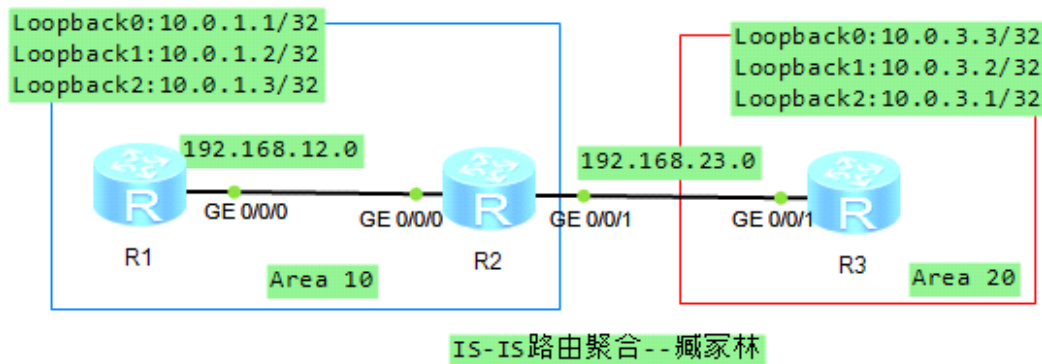 Loopback0:10.0.1.1/32
Loopback1:10.0.1.2/32
Loopback2:10.0.1.3/32
Loopback0:10.0.3.3/32
Loopback1:10.0.3.2/32
Loopback2:10.0.3.1/32
192.168.12.0
192.168.23.0
R
R
R
GE 0/0/0
GE 0/0/0
GE 0/0/1
GE 0/0/1
R1
R2
R3
Area 10
Area 20
IS-IS路由聚合--臧冡林